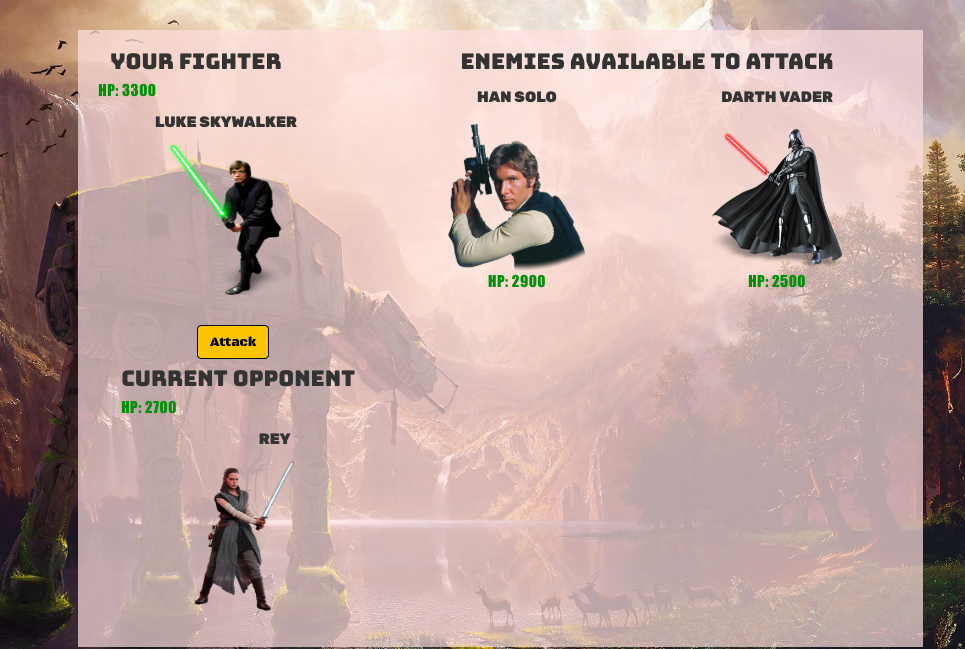 YOUR FIGHTER
HP: 3300
LUKE SKYWALKER
Attack
CURRENT OPPONENT
HP: 2700
REY
ENEMIES AVAILABLE TO ATTACK
HAN SOLO
HP: 2900
DARTH VADER
HP: 2500